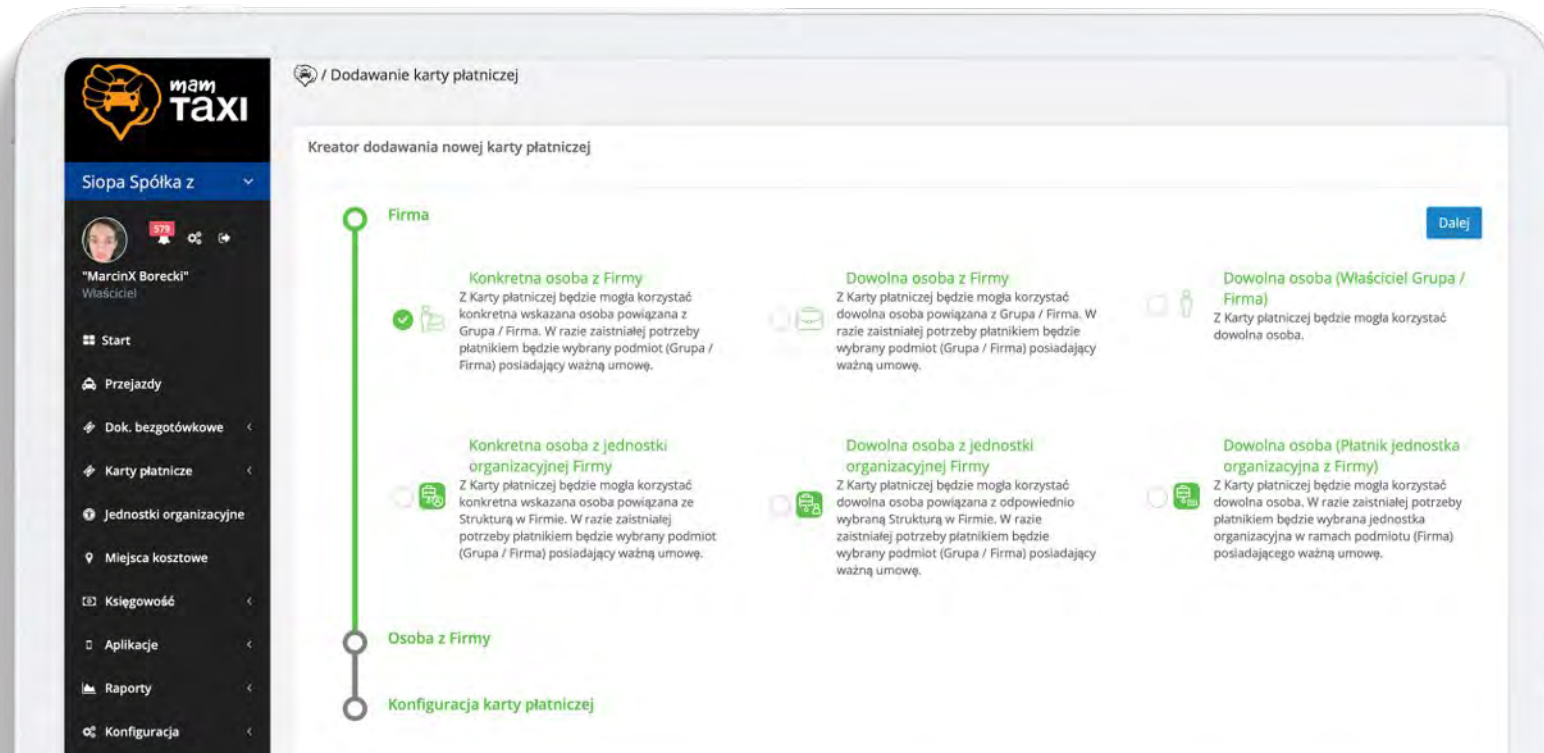 mam
TAXI
/ Dodawanie karty płatniczej
Kreator dodawania nowej karty płatniczej
Siopa Spółka z
579
"MarcinX Borecki"
Właściciel
Start
Przejazdy
Dok. bezgotówkowe
Karty płatnicze
Jednostki organizacyjne
Miejsca kosztowe
Księgowość
Aplikacje
Raporty
Konfiguracja
Firma
Dalej
Konkretna osoba z Firmy
Z Karty płatniczej będzie mogła korzystać
konkretna wskazana osoba powiązana z
Grupa / Firma. W razie zaistniałej potrzeby
płatnikiem będzie wybrany podmiot (Grupa /
Firma) posiadający ważną umowę.
Dowolna osoba z Firmy
Z Karty płatniczej będzie mogła korzystać
dowolna osoba powiązana z Grupa / Firma. W
razie zaistniałej potrzeby płatnikiem będzie
wybrany podmiot (Grupa / Firma) posiadający
ważną umowę.
Dowolna osoba (Właściciel Grupa /
Firma)
Z Karty płatniczej będzie mogła korzystać
dowolna osoba.
Konkretna osoba z jednostki
organizacyjnej Firmy
Z Karty płatniczej będzie mogła korzystać
konkretna wskazana osoba powiązana ze
Strukturą w Firmie. W razie zaistniałej
potrzeby płatnikiem będzie wybrany podmiot
(Grupa / Firma) posiadający ważną umowę.
Dowolna osoba z jednostki
organizacyjnej Firmy
Z Karty płatniczej będzie mogła korzystać
dowolna osoba powiązana z odpowiednio
wybraną Strukturą w Firmie. W razie
zaistniałej potrzeby płatnikiem będzie
wybrany podmiot (Grupa / Firma) posiadający
ważną umowę.
Dowolna osoba (Płatnik jednostka
organizacyjna z Firmy)
Z Karty płatniczej będzie mogła korzystać
dowolna osoba. W razie zaistniałej potrzeby
płatnikiem będzie wybrana jednostka
organizacyjna w ramach podmiotu (Firma)
posiadającego ważną umowę.
Osoba z Firmy
Konfiguracja karty płatniczej